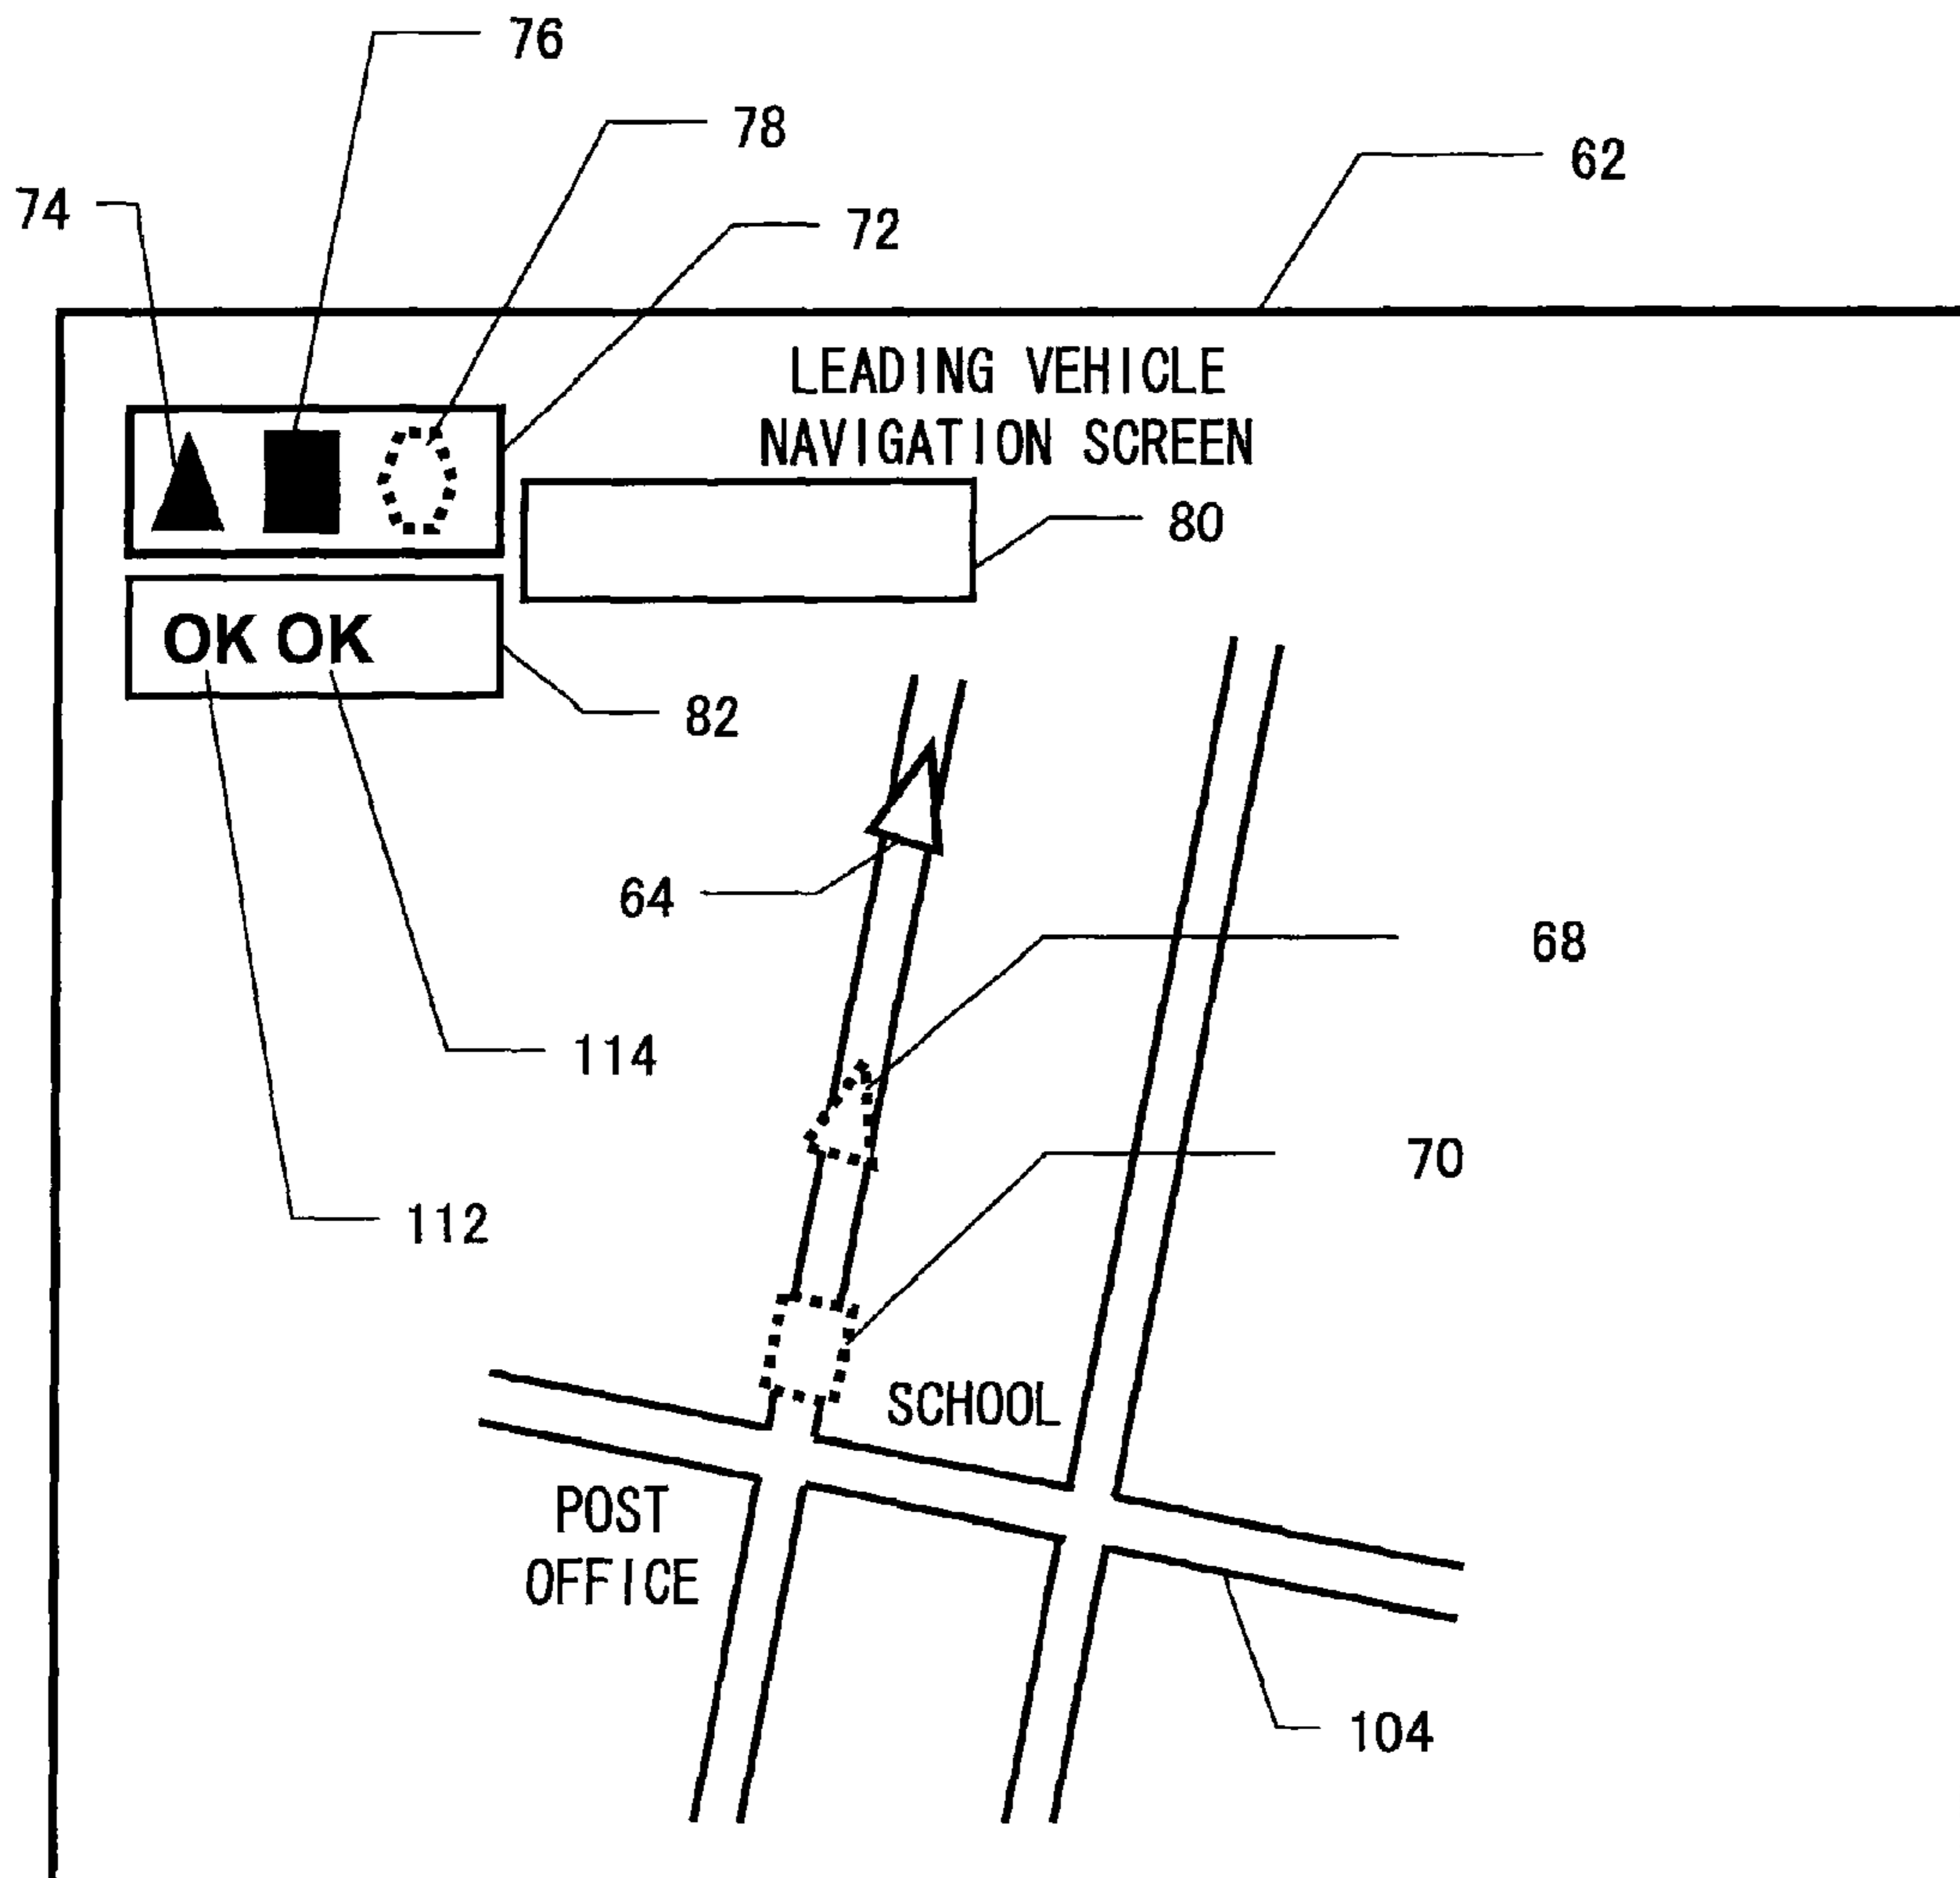 76
78
62
74
72
LEADING VEHICLE
NAVIGATION SCREEN
80
OK OK
82
64
68
114
70
112
SCHOOL
POST
OFFICE
104